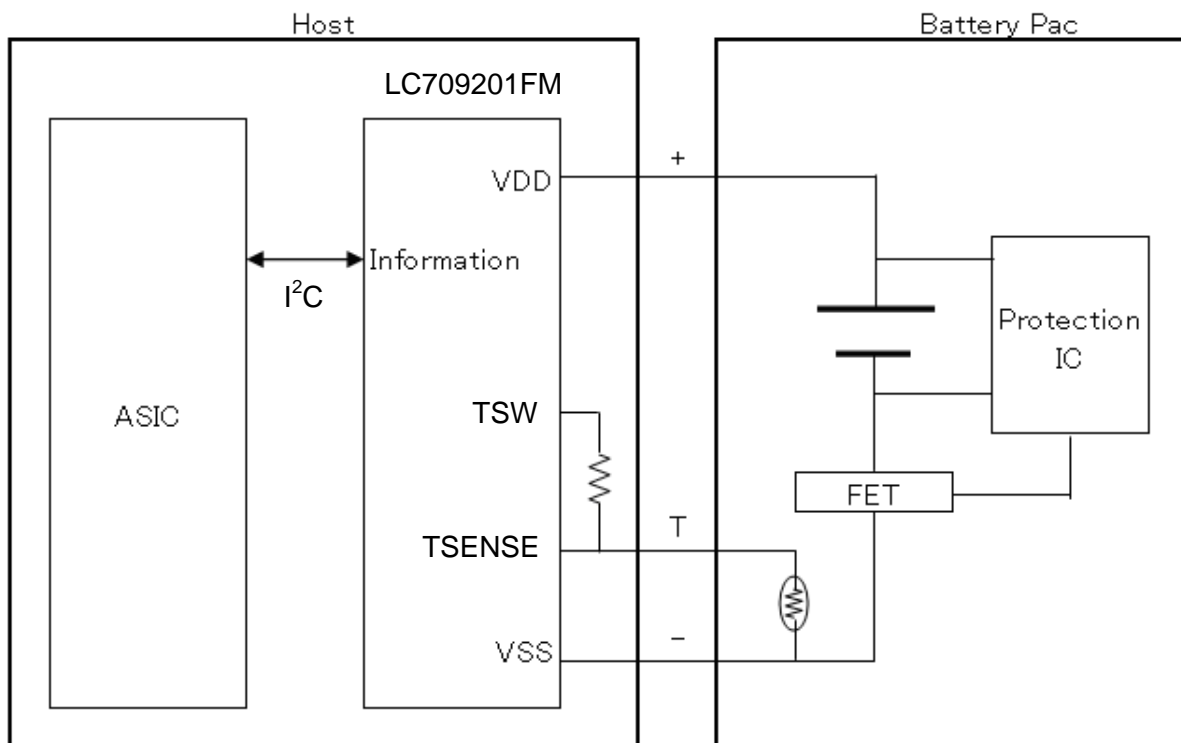 Host
Battery Pac
LC709201FM
VDD
+
Information
I²C
Protection
IC
ASIC
TSW
FET
T
TSENSE
−
VSS